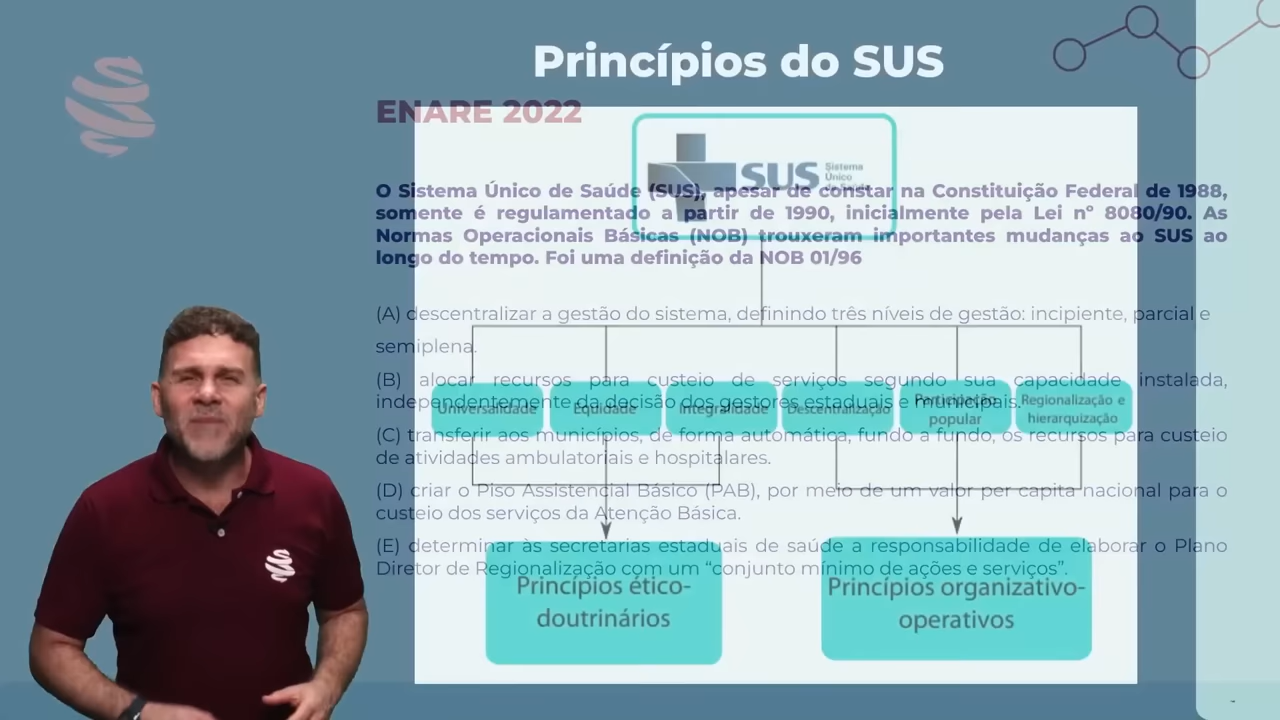 Princípios do SUS
ENARE 2022
SUS
Sistema
Único
de Saúde
O Sistema Único de Saúde (SUS), apesar de constar na Constituição Federal de 1988,
somente é regulamentado a partir de 1990, inicialmente pela Lei nº 8080/90. As
Normas Operacionais Básicas (NOB) trouxeram importantes mudanças ao SUS ao
longo do tempo. Foi uma definição da NOB 01/96
(A) descentralizar a gestão do sistema, definindo três níveis de gestão: incipiente, parcial e
semiplena.
(B) alocar recursos para custeio de serviços segundo sua capacidade instalada,
independentemente da decisão dos gestores estaduais e municipais.
(C) transferir aos municípios, de forma automática, fundo a fundo, os recursos para custeio
de atividades ambulatoriais e hospitalares.
(D) criar o Piso Assistencial Básico (PAB), por meio de um valor per capita nacional para o
custeio dos serviços da Atenção Básica.
(E) determinar às secretarias estaduais de saúde a responsabilidade de elaborar o Plano
Diretor de Regionalização com um “conjunto mínimo de ações e serviços”.
Universalidade
Equidade
Integralidade
Descentralização
Participação
popular
Regionalização e
hierarquização
Princípios ético-
doutrinários
Princípios organizativo-
operativos